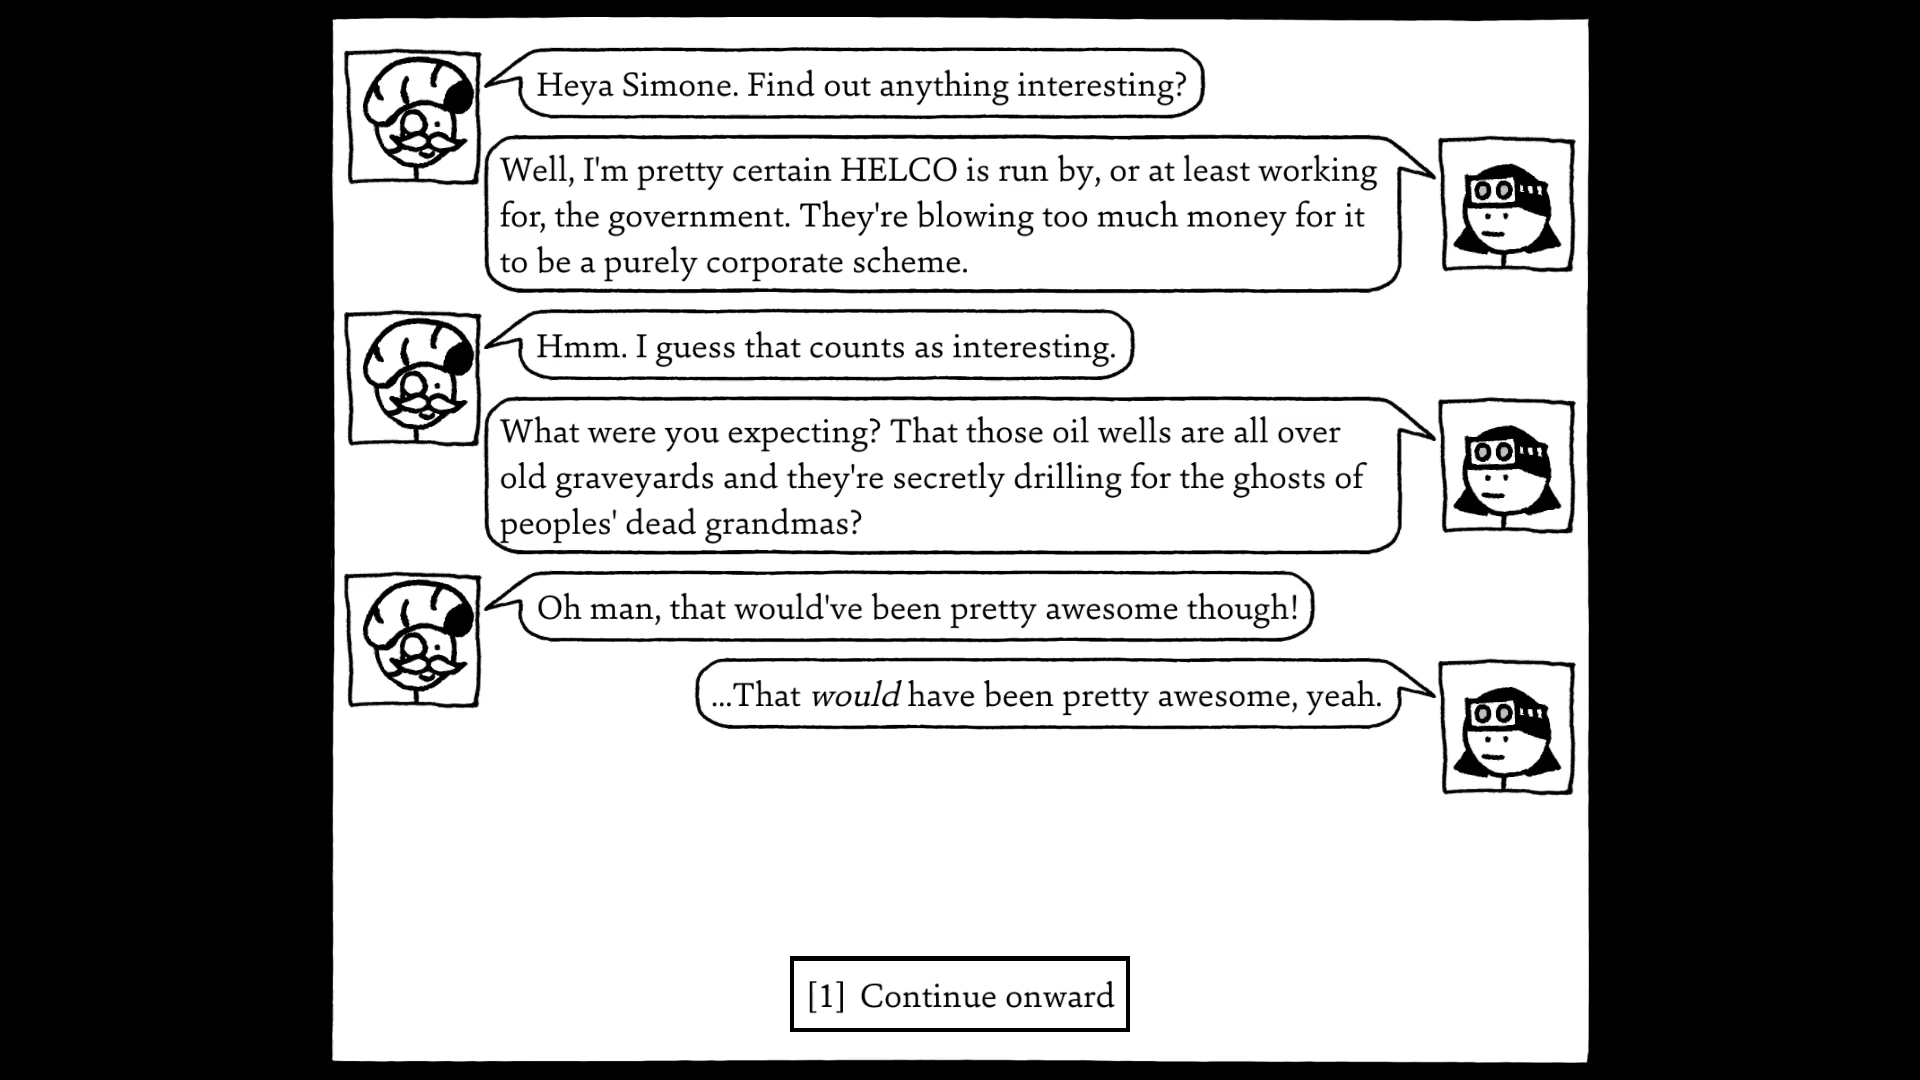 Heya Simone. Find out anything interesting?
Well, I'm pretty certain HELCO is run by, or at least working
for, the government. They're blowing too much money for it
to be a purely corporate scheme.
Hmm. I guess that counts as interesting.
What were you expecting? That those oil wells are all over
old graveyards and they're secretly drilling for the ghosts of
peoples' dead grandmas?
Oh man, that would've been pretty awesome though!
...That would have been pretty awesome, yeah.
[1] Continue onward